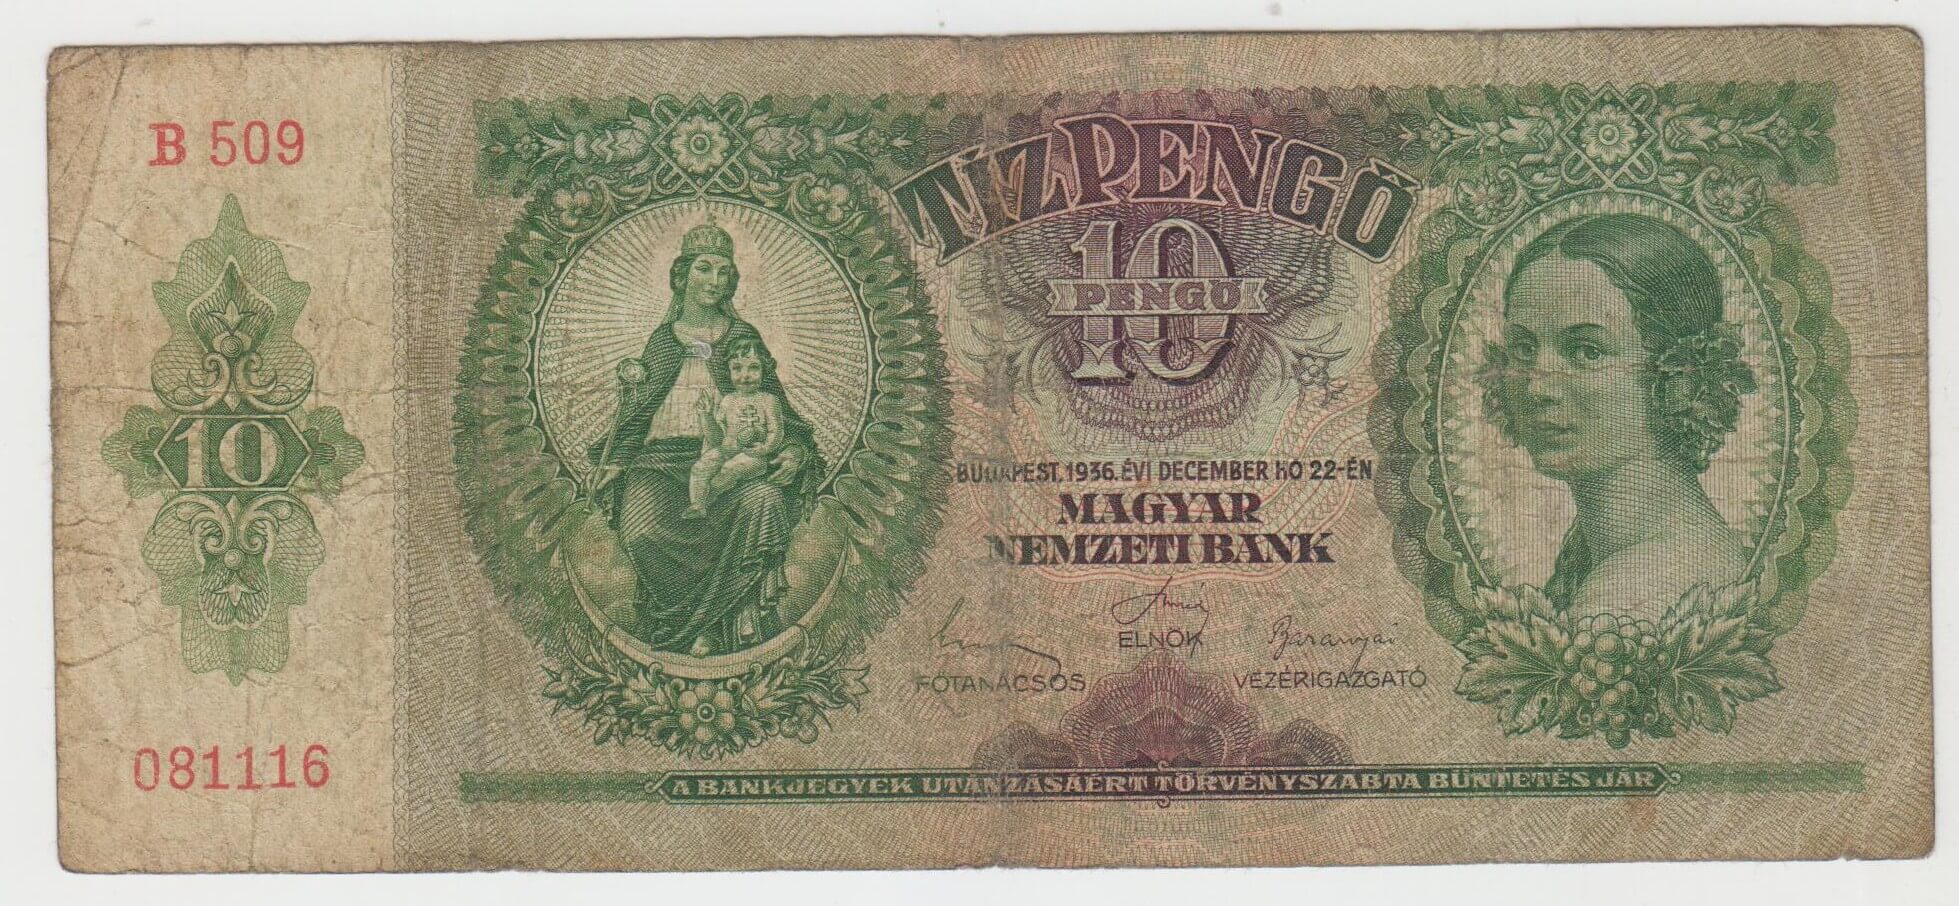 B 509
TÍZ PENGŐ
10
PENGŐ
10
BUDAPEST, 1936. ÉVI DECEMBER HÓ 22-ÉN
MAGYAR
NEMZETI BANK
Baranyai
ELNÖK
FŐTANÁCSOS
VEZÉRIGAZGATÓ
081116
A BANKJEGYEK UTÁNZÁSÁÉRT TÖRVÉNYSZABTA BÜNTETÉS JÁR